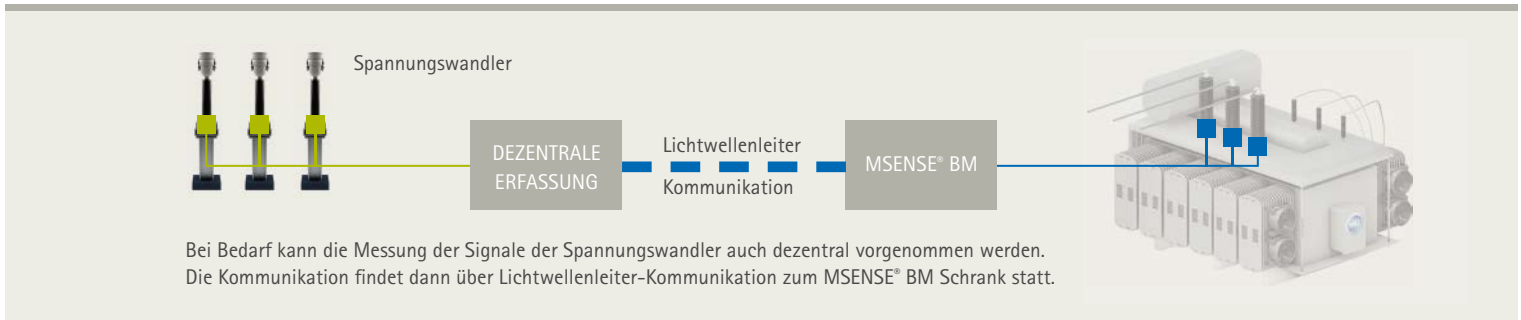 Spannungswandler
DEZENTRALE
ERFASSUNG
Lichtwellenleiter
Kommunikation
MSENSE® BM
Bei Bedarf kann die Messung der Signale der Spannungswandler auch dezentral vorgenommen werden.
Die Kommunikation findet dann über Lichtwellenleiter-Kommunikation zum MSENSE® BM Schrank statt.